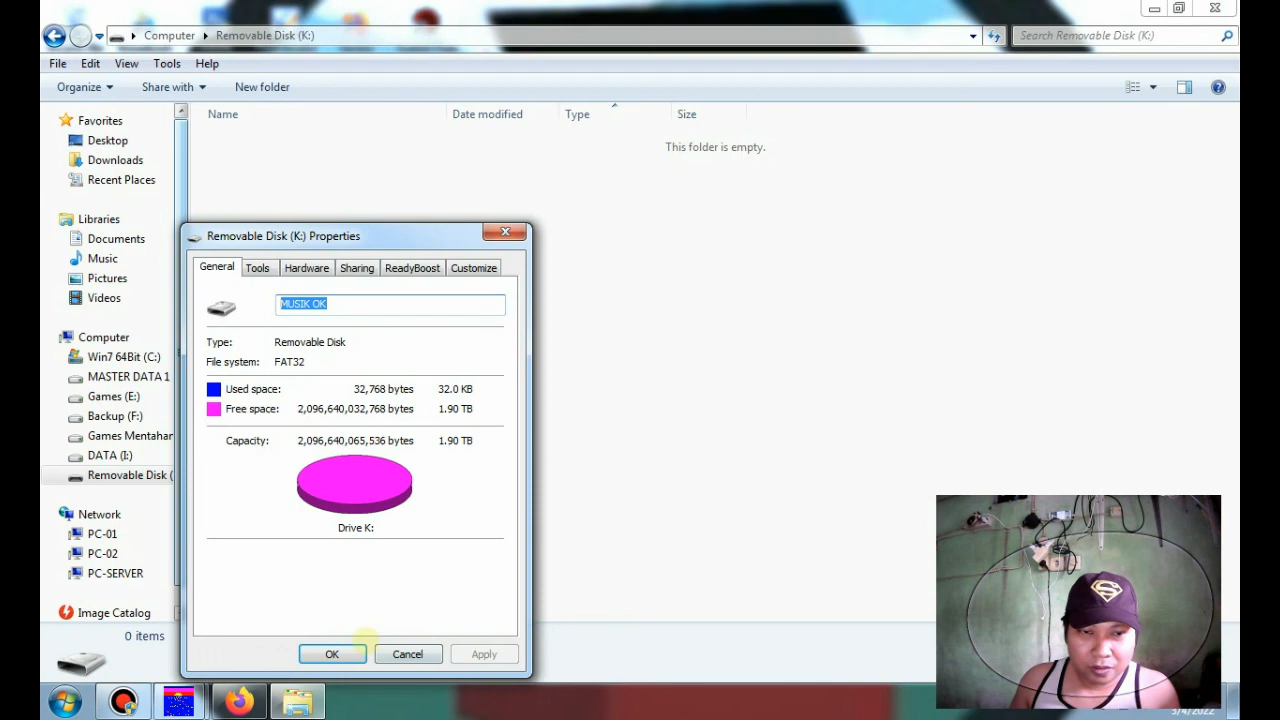 Computer
Removable Disk (K:)
Search Removable Disk (K:)
File Edit View Tools Help
Organize
Share with
New folder
Name
Date modified
Type
Size
This folder is empty.
Favorites
Desktop
Downloads
Recent Places
Libraries
Documents
Music
Pictures
Videos
Computer
Win7 64Bit (C:)
MASTER DATA 1
Games (E:)
Backup (F:)
Games Mentahan
DATA (I:)
Removable Disk (
Network
PC-01
PC-02
PC-SERVER
Image Catalog
0 items
Removable Disk (K:) Properties
General Tools Hardware Sharing ReadyBoost Customize
MUSIK OK
Type: Removable Disk
File system: FAT32
Used space: 32,768 bytes 32.0 KB
Free space: 2,096,640,032,768 bytes 1.90 TB
Capacity: 2,096,640,065,536 bytes 1.90 TB
Drive K:
OK Cancel Apply